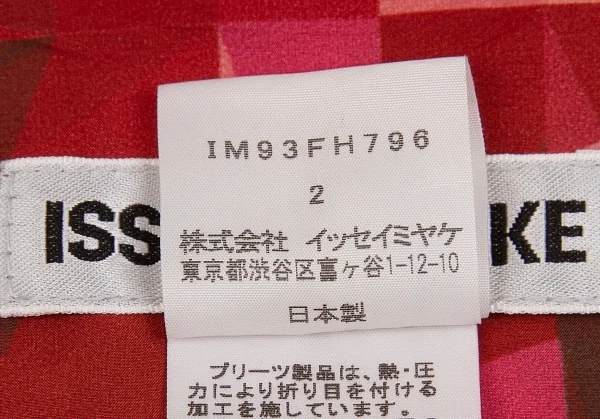 IM93FH796
2
ISS KE
株式会社 イッセイミヤケ
東京都渋谷区富ヶ谷1-12-10
日本製
プリーツ製品は、熱・圧
力により折り目を付ける
加工を施しています。